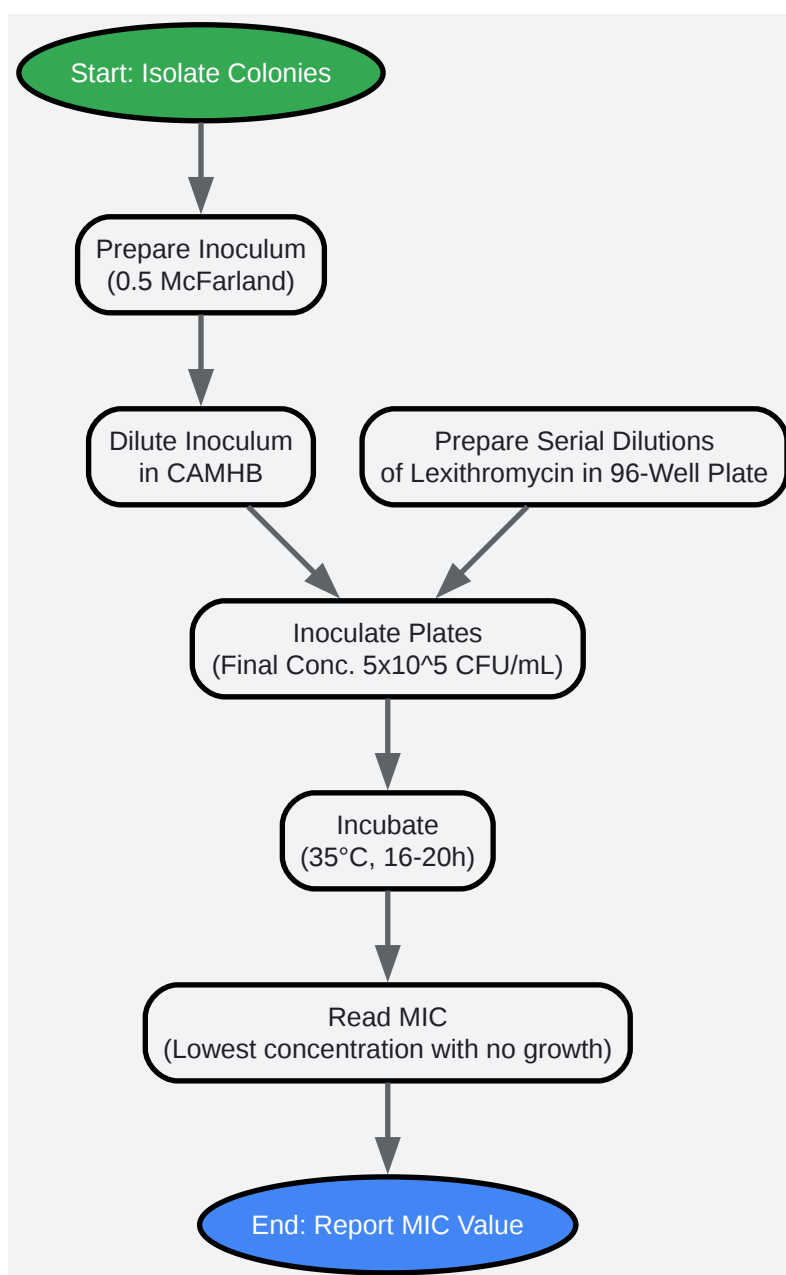 Start: Isolate Colonies
Prepare Inoculum
(0.5 McFarland)
Dilute Inoculum
in CAMHB
Prepare Serial Dilutions
of Lexithromycin in 96-Well Plate
Inoculate Plates
(Final Conc. 5x10^5 CFU/mL)
Incubate
(35°C, 16-20h)
Read MIC
(Lowest concentration with no growth)
End: Report MIC Value